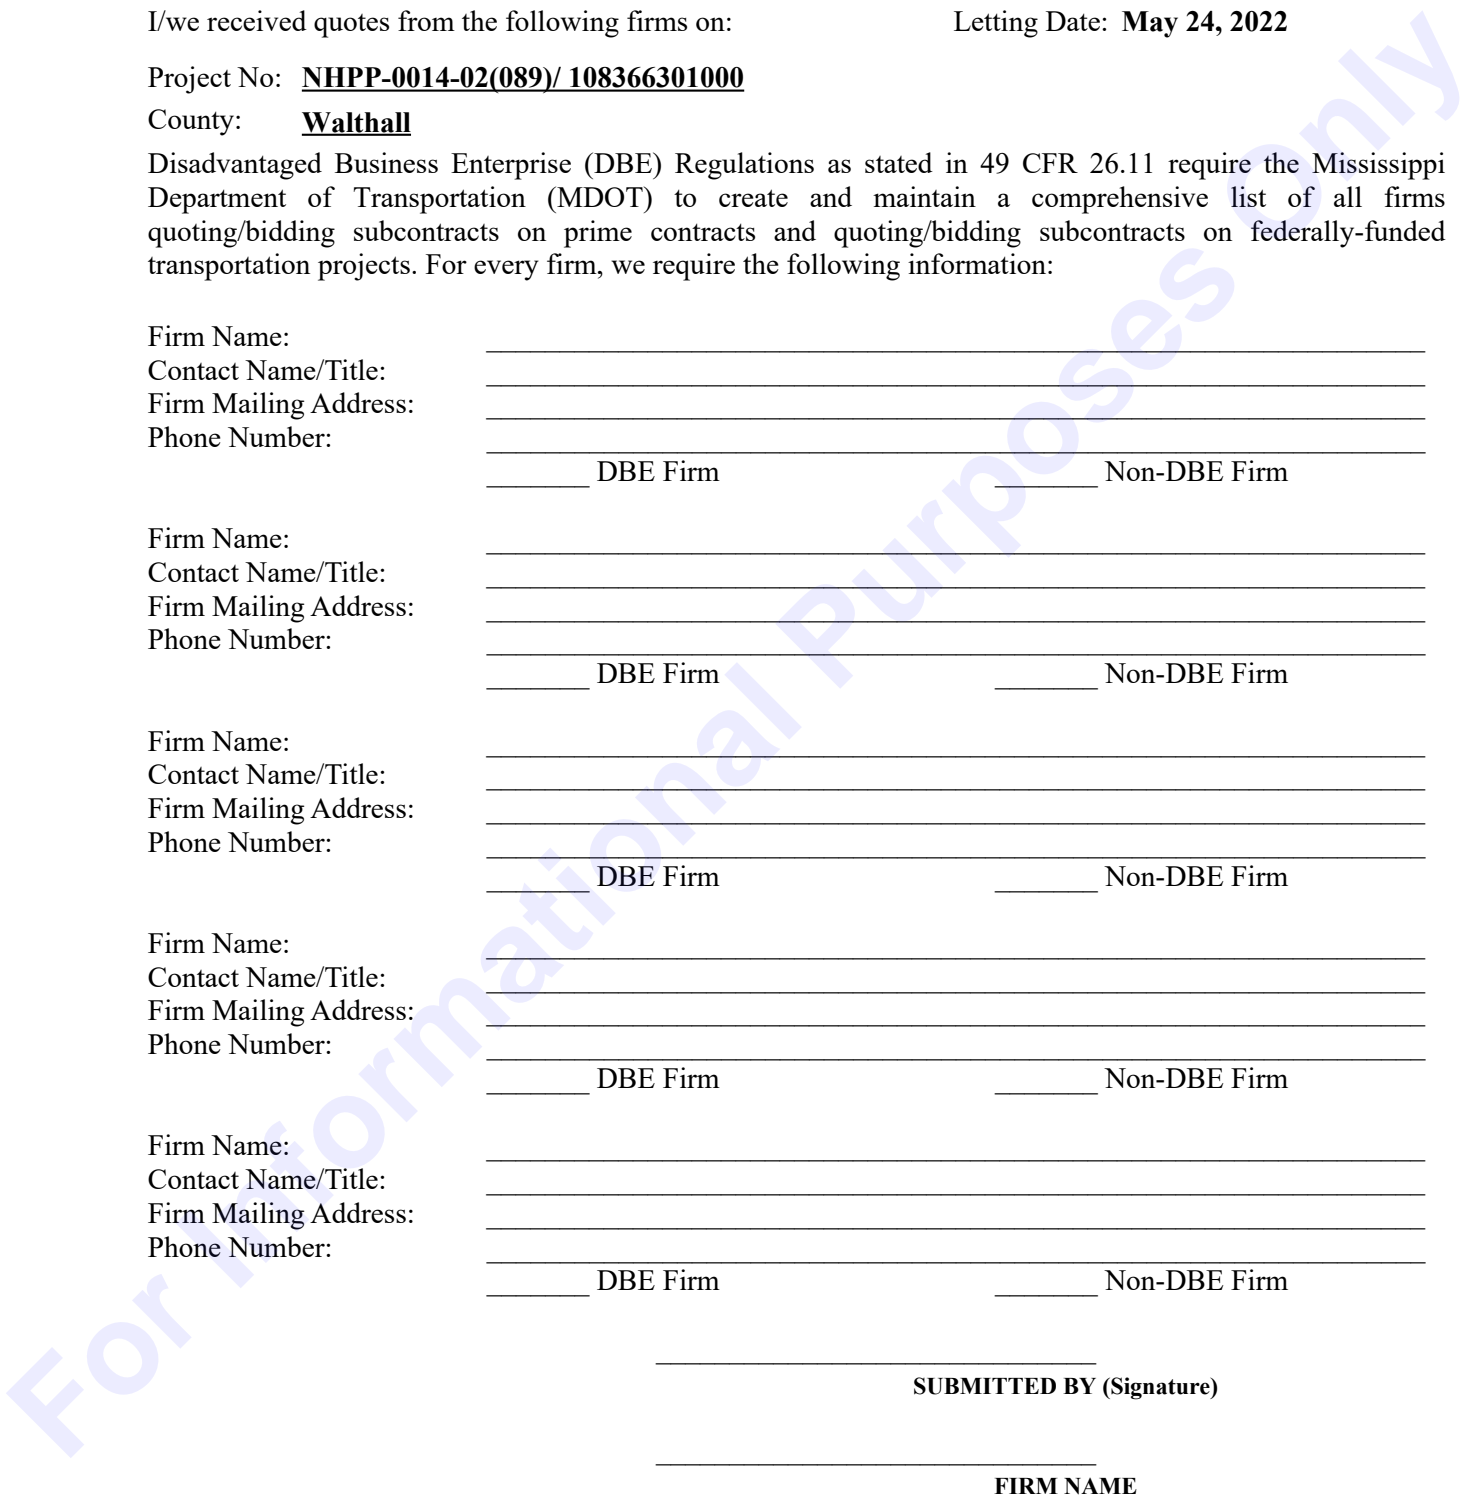 I/we received quotes from the following firms on: Letting Date: May 24, 2022
Project No: NHPP-0014-02(089)/ 108366301000
County: Walthall
Disadvantaged Business Enterprise (DBE) Regulations as stated in 49 CFR 26.11 require the Mississippi
Department of Transportation (MDOT) to create and maintain a comprehensive list of all firms
quoting/bidding subcontracts on prime contracts and quoting/bidding subcontracts on federally-funded
transportation projects. For every firm, we require the following information:
Firm Name:
Contact Name/Title:
Firm Mailing Address:
Phone Number:
DBE Firm Non-DBE Firm
Firm Name:
Contact Name/Title:
Firm Mailing Address:
Phone Number:
DBE Firm Non-DBE Firm
Firm Name:
Contact Name/Title:
Firm Mailing Address:
Phone Number:
DBE Firm Non-DBE Firm
Firm Name:
Contact Name/Title:
Firm Mailing Address:
Phone Number:
DBE Firm Non-DBE Firm
Firm Name:
Contact Name/Title:
Firm Mailing Address:
Phone Number:
DBE Firm Non-DBE Firm
SUBMITTED BY (Signature)
FIRM NAME
For Informational Purposes Only